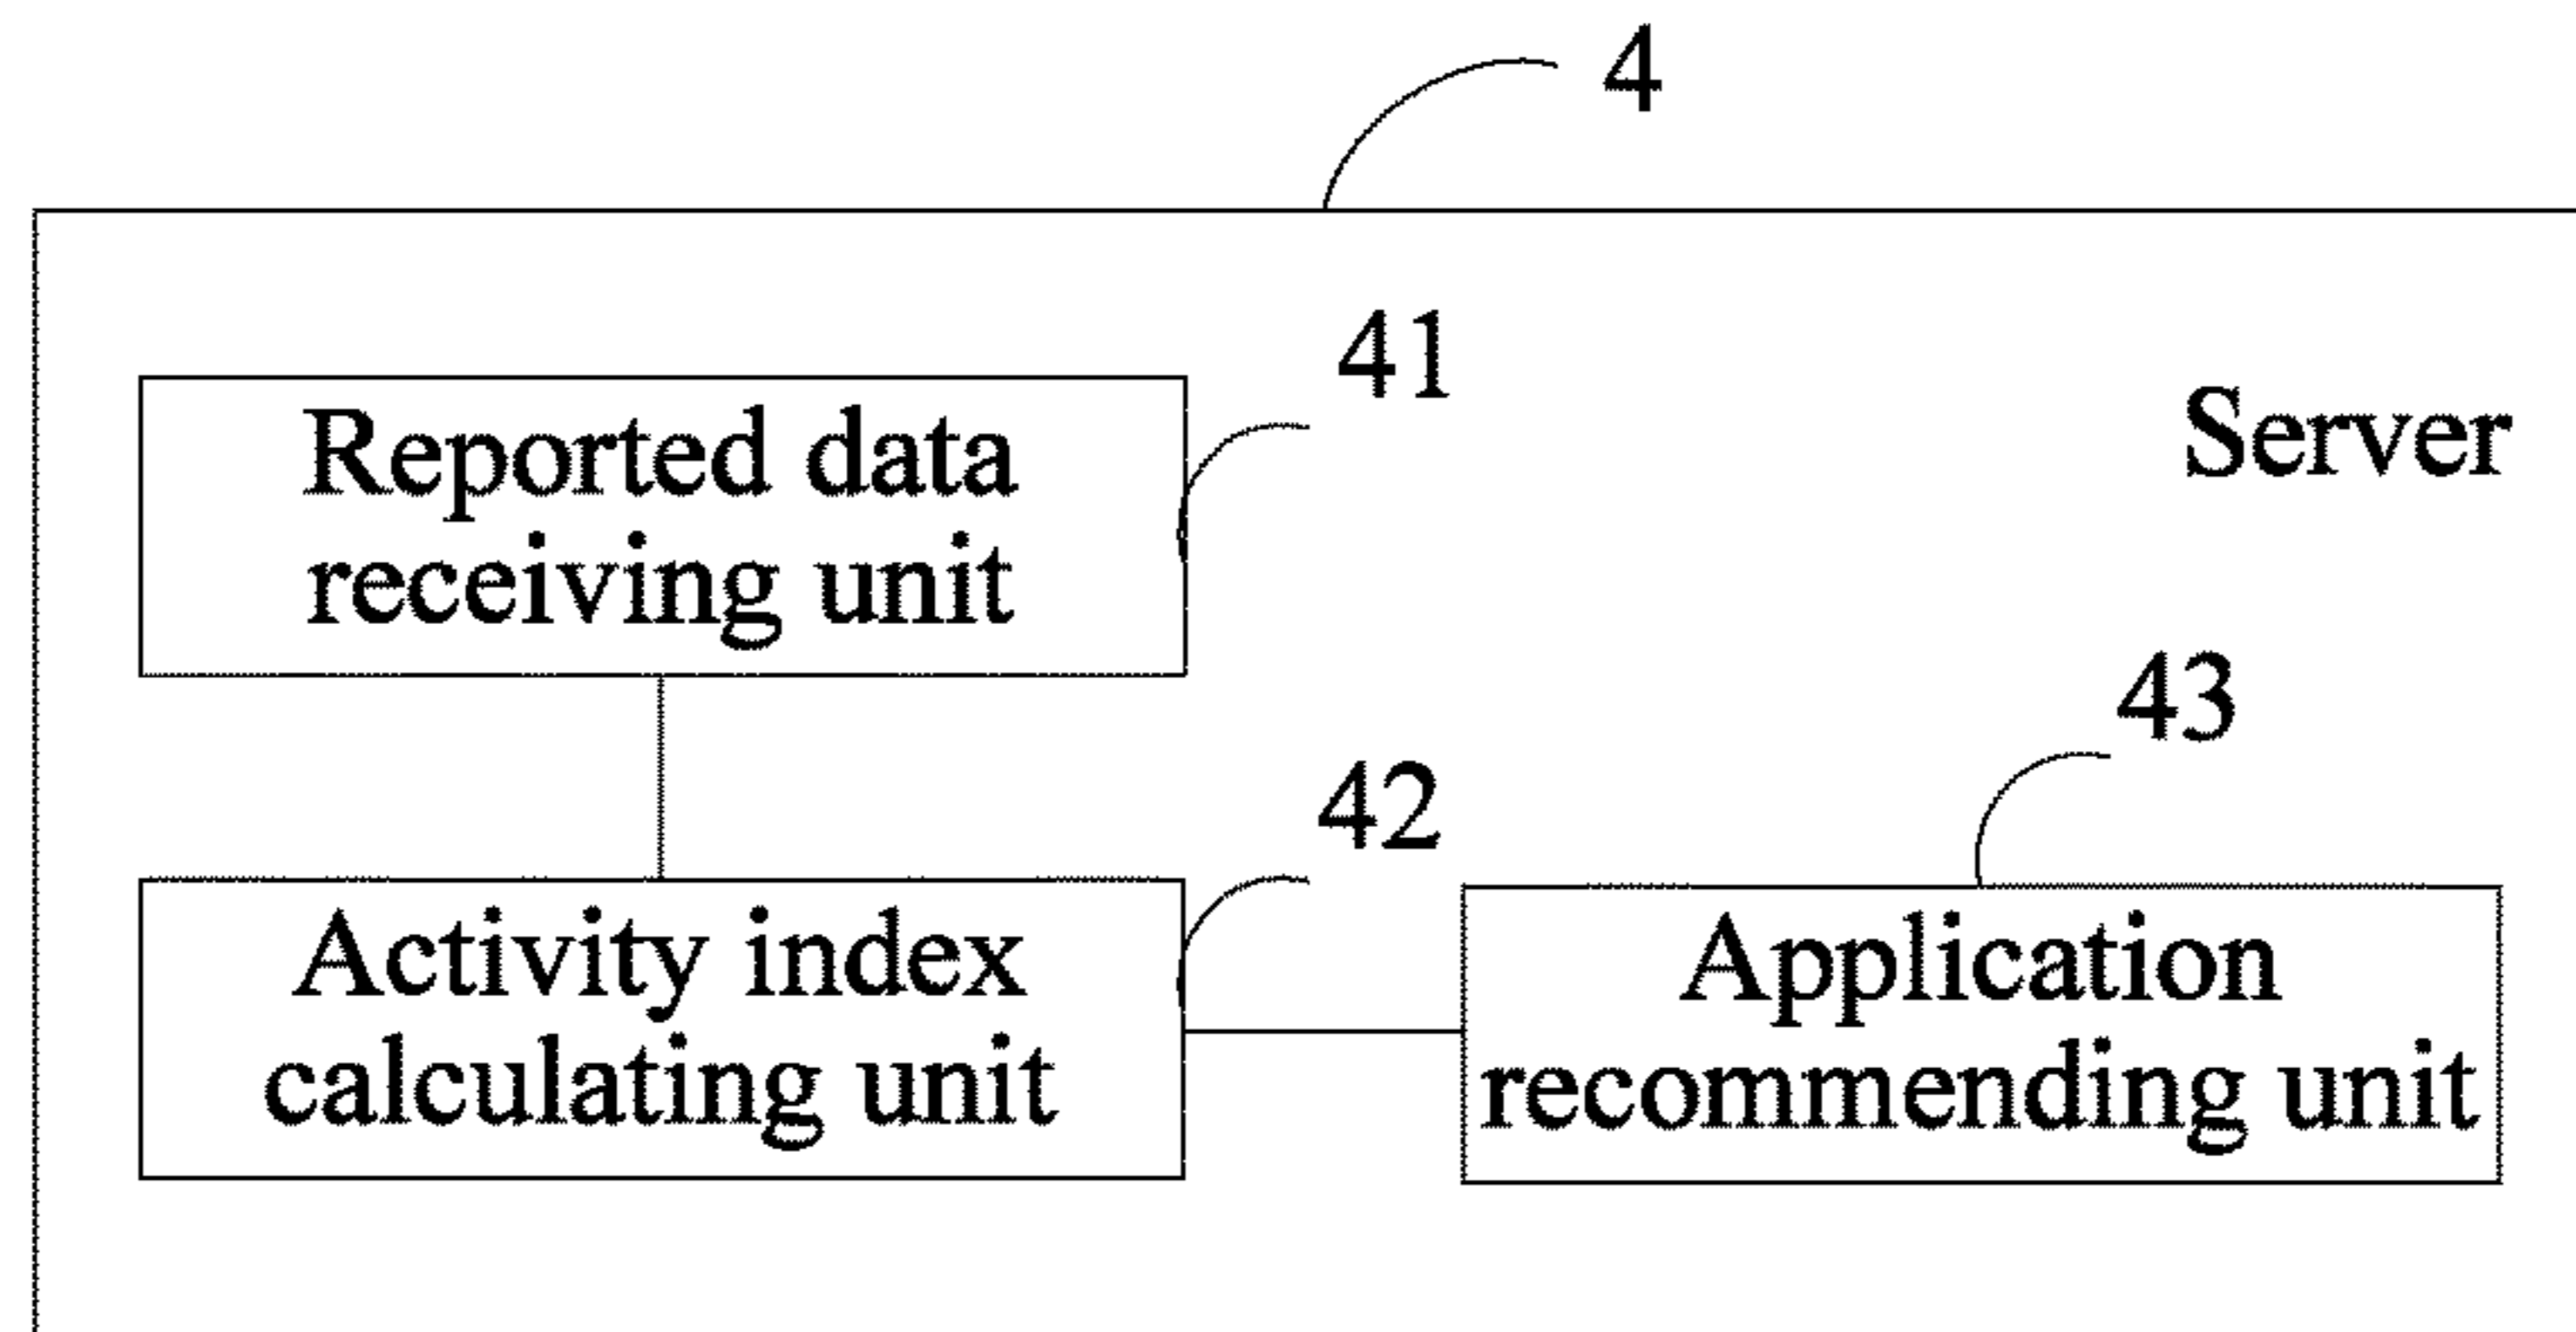 4
41
Reported data
receiving unit
Server
43
42
Activity index
calculating unit
Application
recommending unit